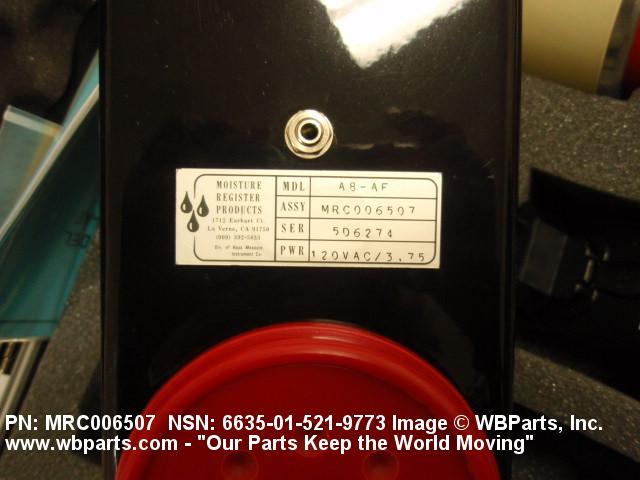 MOISTURE
REGISTER
PRODUCTS
1712 Earhart Ct.
La Verne, CA 91750
(909) 392-5833
Div. of Aqua Measure
Instrument Co.
MDL A8-AF
ASSY MRC006507
SER 506274
PWR 120VAC/3.75
PN: MRC006507 NSN: 6635-01-521-9773 Image © WBParts, Inc.
www.wbparts.com - "Our Parts Keep the World Moving"